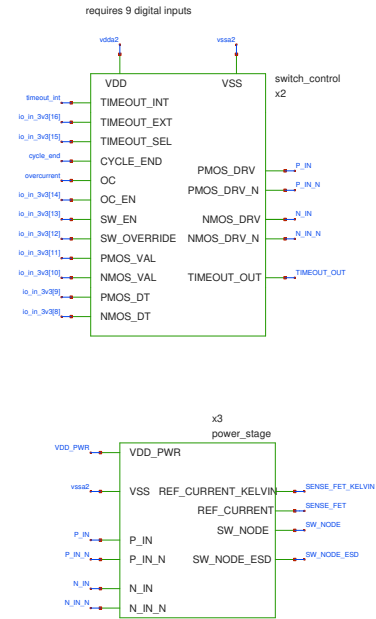 requires 9 digital inputs
vdda2
vssa2
VDD
VSS
switch_control
x2
timeout_int
TIMEOUT_INT
io_in_3v3[16]
TIMEOUT_EXT
io_in_3v3[15]
TIMEOUT_SEL
cycle_end
CYCLE_END
overcurrent
OC
io_in_3v3[14]
OC_EN
io_in_3v3[13]
SW_EN
io_in_3v3[12]
SW_OVERRIDE
io_in_3v3[11]
PMOS_VAL
io_in_3v3[10]
NMOS_VAL
io_in_3v3[9]
PMOS_DT
io_in_3v3[8]
NMOS_DT
PMOS_DRV
P_IN
PMOS_DRV_N
P_IN_N
NMOS_DRV
N_IN
NMOS_DRV_N
N_IN_N
TIMEOUT_OUT
TIMEOUT_OUT
x3
power_stage
VDD_PWR
VDD_PWR
vssa2
VSS
REF_CURRENT_KELVIN
SENSE_FET_KELVIN
REF_CURRENT
SENSE_FET
SW_NODE
SW_NODE
P_IN
P_IN
P_IN_N
P_IN_N
SW_NODE_ESD
SW_NODE_ESD
N_IN
N_IN
N_IN_N
N_IN_N